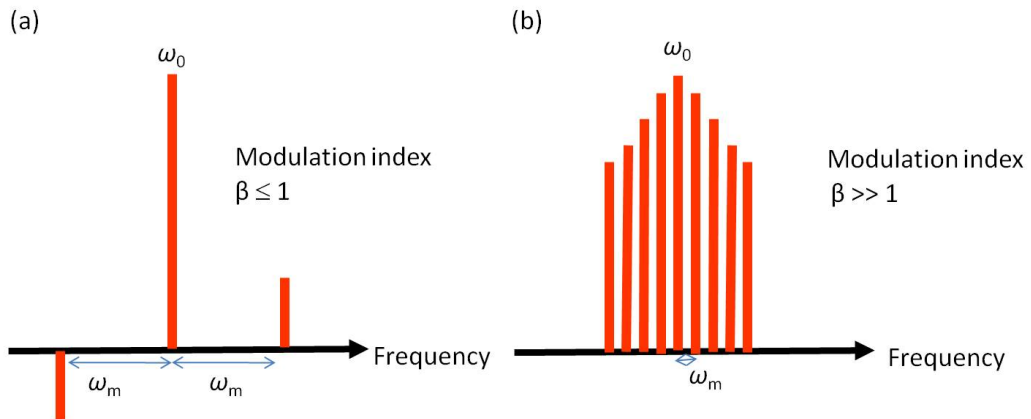 (a)
ω₀
Modulation index
β ≤ 1
Frequency
ωₘ
ωₘ
(b)
ω₀
Modulation index
β >> 1
Frequency
ωₘ